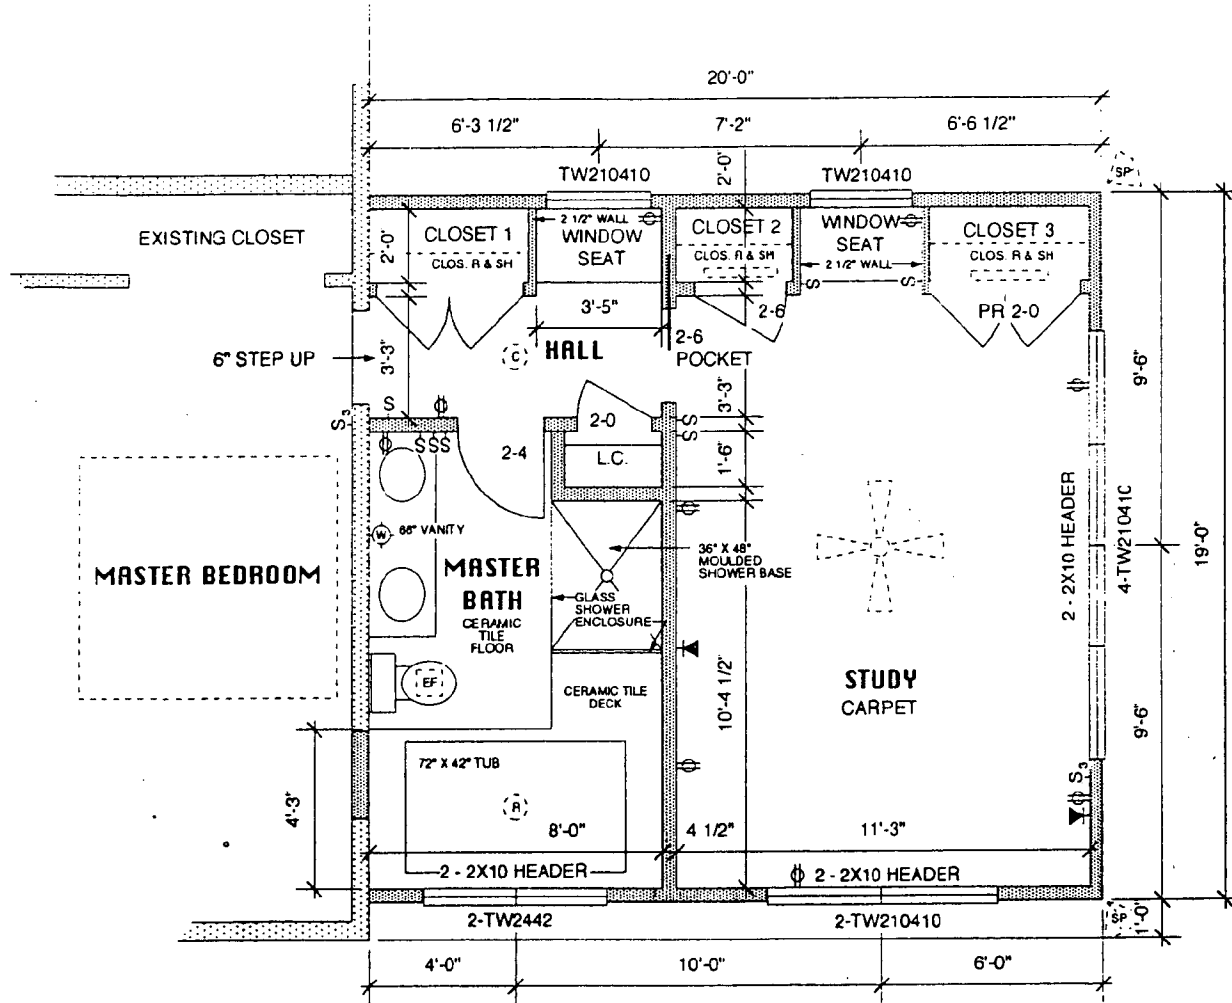 20'-0"
6'-3 1/2"
7'-2"
6'-6 1/2"
2'-0'
TW210410
TW210410
SP
2 1/2" WALL
EXISTING CLOSET
CLOSET 1
WINDOW
SEAT
CLOSET 2
WINDOW
SEAT
CLOSET 3
2'-0"
CLOS. R & SH
CLOS. R & SH
2 1/2" WALL
CLOS. R & SH
S
S
3'-5"
2-6
PR 2-0
2-6
POCKET
6" STEP UP
3'-3"
C
HALL
3'-3"
9'-6"
S
S3
2-0
S
S
SSS
2-4
L.C.
1'-6"
W
66" VANITY
2 - 2X10 HEADER
4-TW21041C
19'-0"
MASTER BEDROOM
MASTER
BATH
CERAMIC
TILE
FLOOR
36" X 48"
MOULDED
SHOWER BASE
GLASS
SHOWER
ENCLOSURE
EF
CERAMIC TILE
DECK
10'-4 1/2"
STUDY
CARPET
9'-6"
72" X 42" TUB
S3
4'-3"
R
8'-0"
4 1/2"
11'-3"
2 - 2X10 HEADER
2 - 2X10 HEADER
2-TW2442
2-TW210410
SP
1'-0"
4'-0"
10'-0"
6'-0"